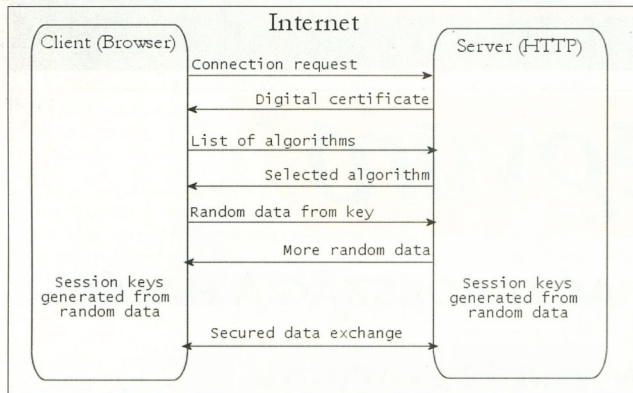 Internet
Client (Browser)
Server (HTTP)
Connection request
Digital certificate
List of algorithms
Selected algorithm
Random data from key
More random data
Session keys
generated from
random data
Session keys
generated from
random data
Secured data exchange